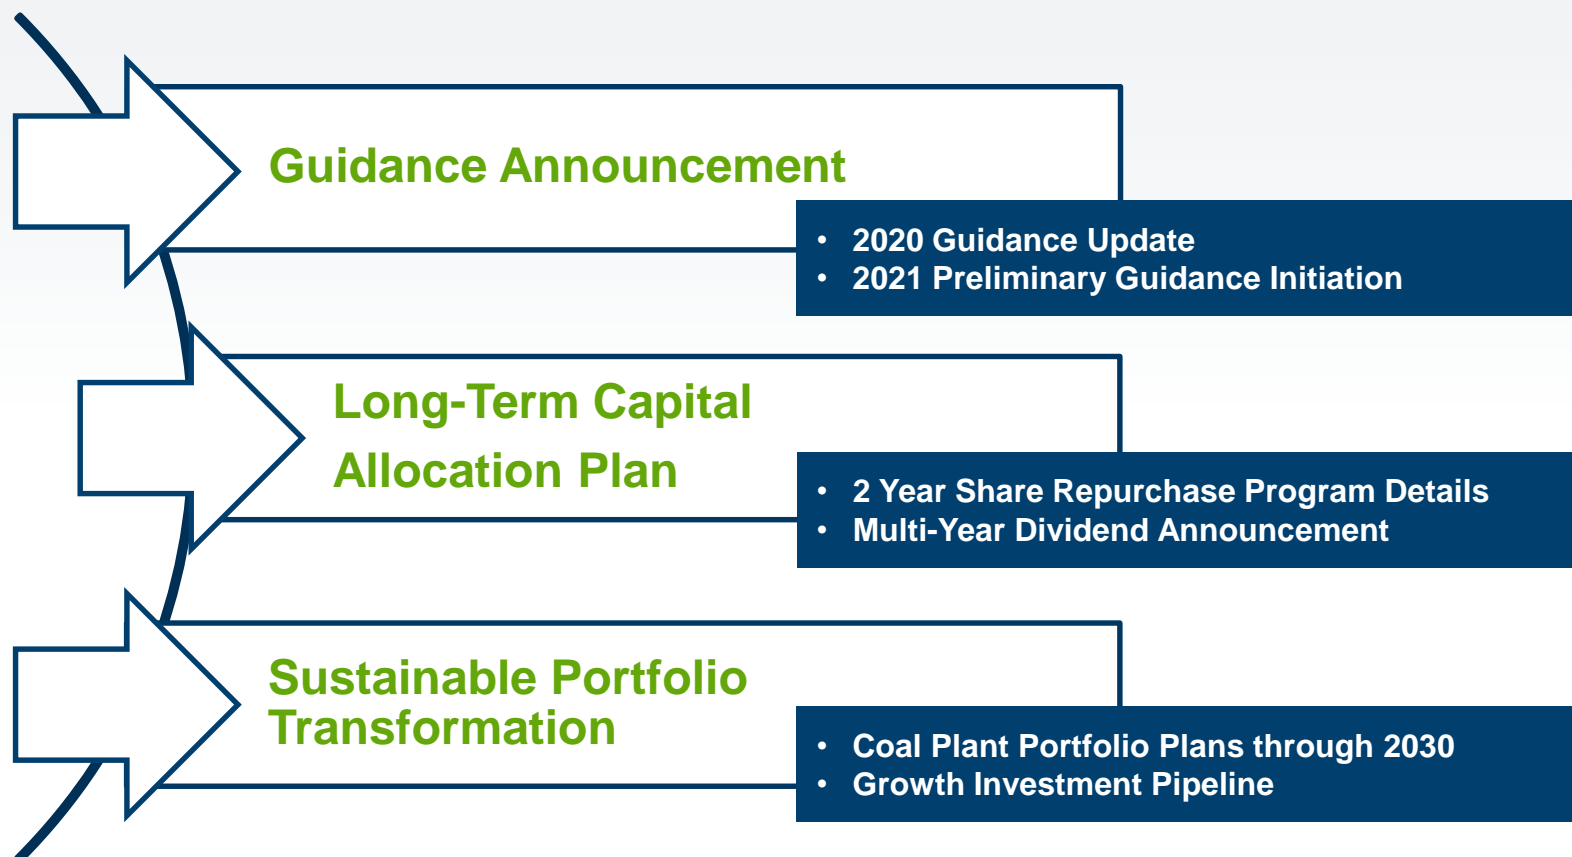 Guidance Announcement
• 2020 Guidance Update
• 2021 Preliminary Guidance Initiation
Long-Term Capital
Allocation Plan
• 2 Year Share Repurchase Program Details
• Multi-Year Dividend Announcement
Sustainable Portfolio
Transformation
• Coal Plant Portfolio Plans through 2030
• Growth Investment Pipeline